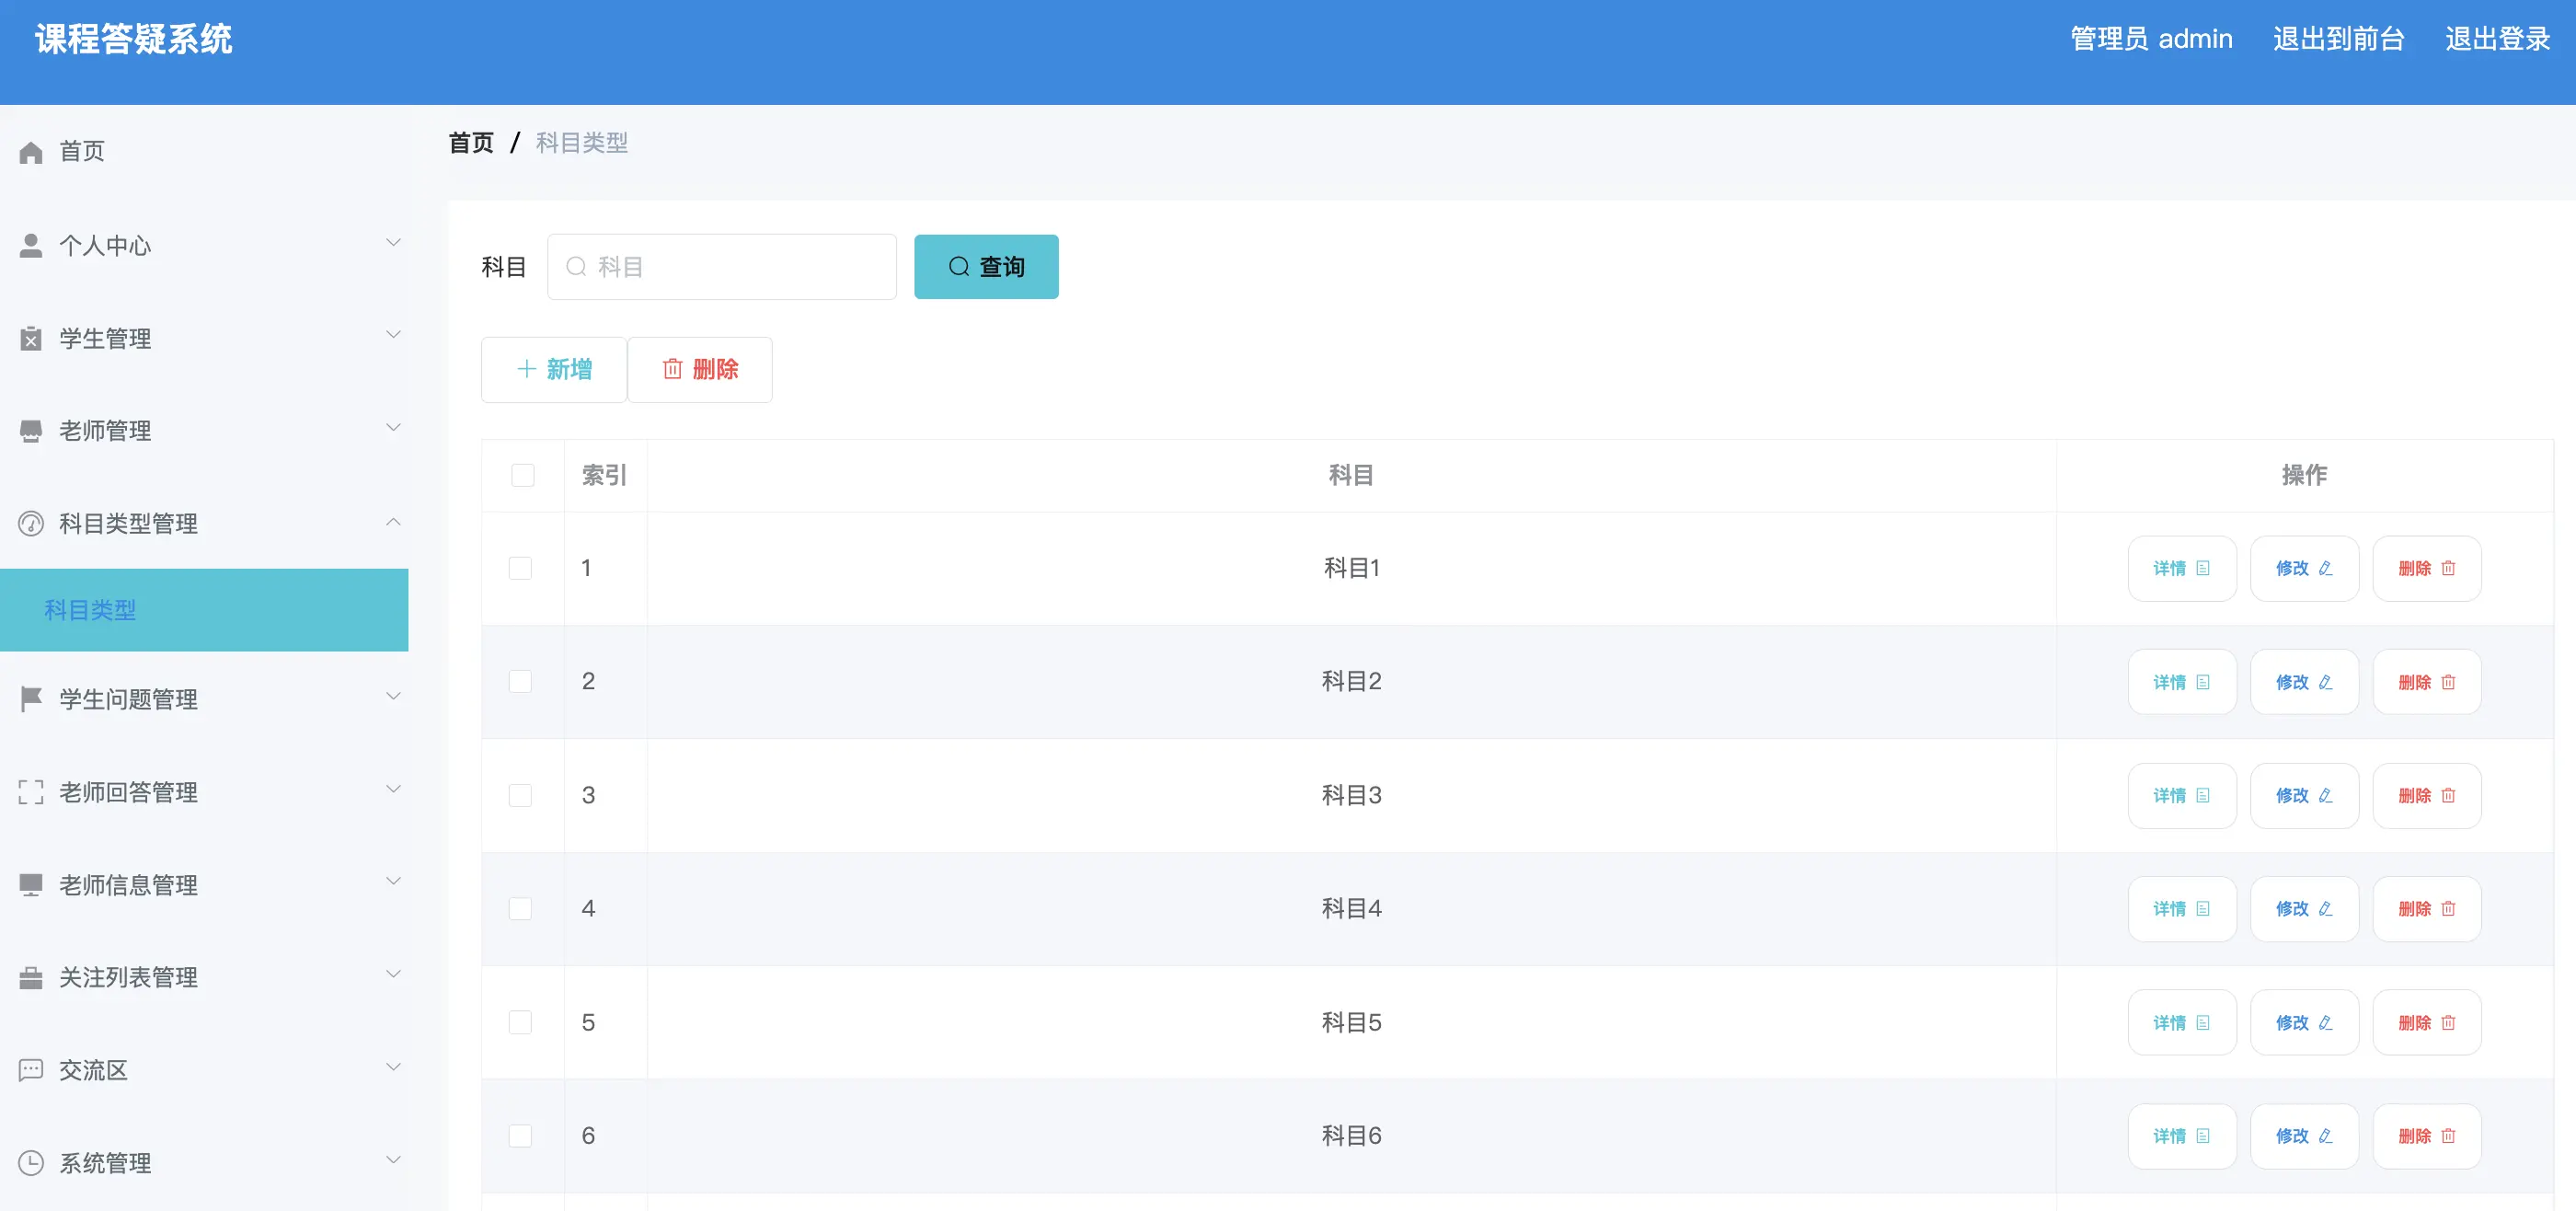 课程答疑系统
管理员 admin 退出到前台 退出登录
首页
个人中心
学生管理
老师管理
科目类型管理
科目类型
学生问题管理
老师回答管理
老师信息管理
关注列表管理
交流区
系统管理
首页 / 科目类型
科目 科目 查询
新增 删除
索引 科目 操作
1 科目1 详情 修改 删除
2 科目2 详情 修改 删除
3 科目3 详情 修改 删除
4 科目4 详情 修改 删除
5 科目5 详情 修改 删除
6 科目6 详情 修改 删除